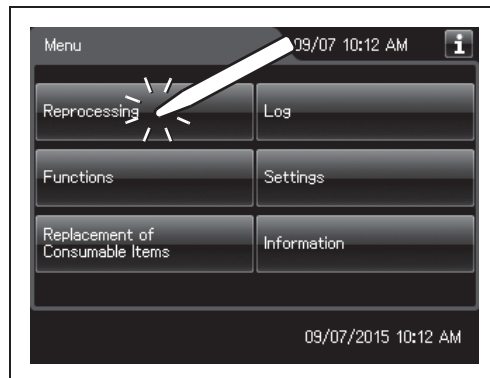 Menu
09/07 10:12 AM
i
Reprocessing
Log
Functions
Settings
Replacement of
Consumable Items
Information
09/07/2015 10:12 AM